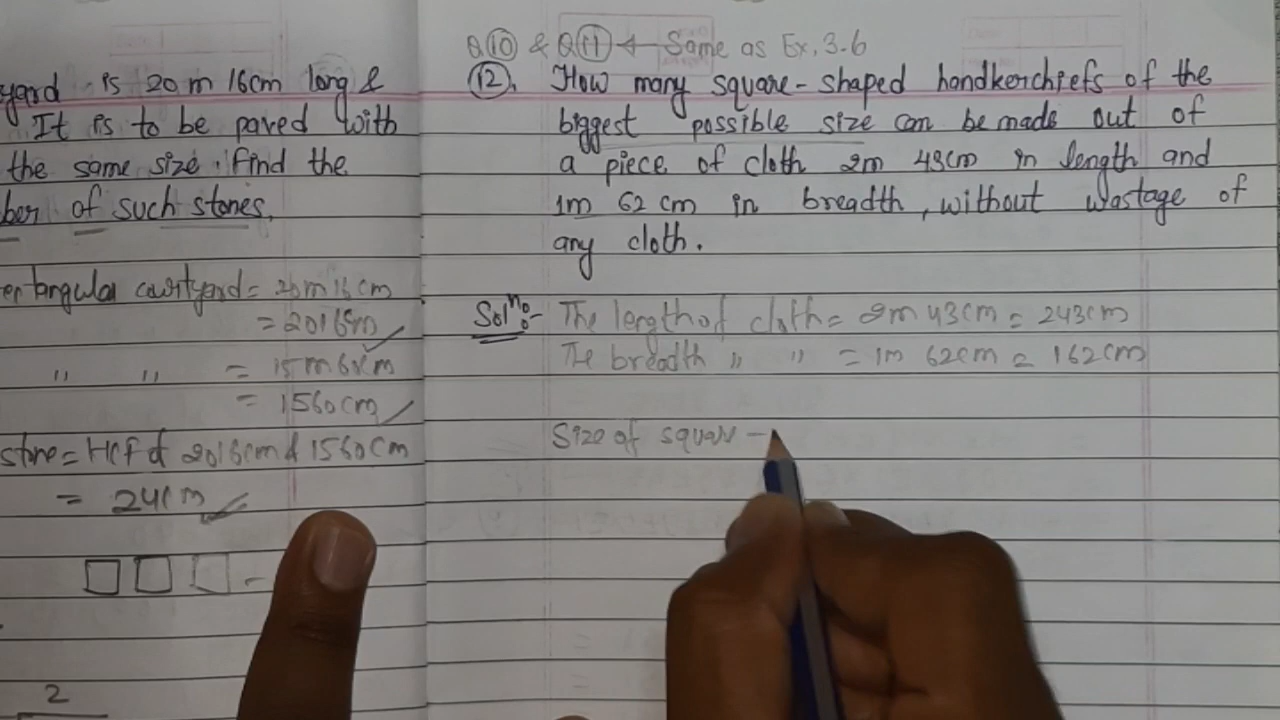 yard is 20 m 16cm long &
It is to be paved with
the same size. Find the
ber of such stones.
ectangular courtyard = 20m 16cm
= 2016cm
" " = 15m60cm
= 1560cm
stone = HCF of 2016cm & 1560cm
= 24cm
2
Q10 & Q11 ← Same as Ex. 3.6
12. How many square-shaped handkerchiefs of the
biggest possible size can be made out of
a piece of cloth 2m 43cm in length and
1m 62 cm in breadth, without wastage of
any cloth.
Solno:- The length of cloth = 2m 43cm = 243cm
The breadth " " = 1m 62cm = 162cm
Size of square -